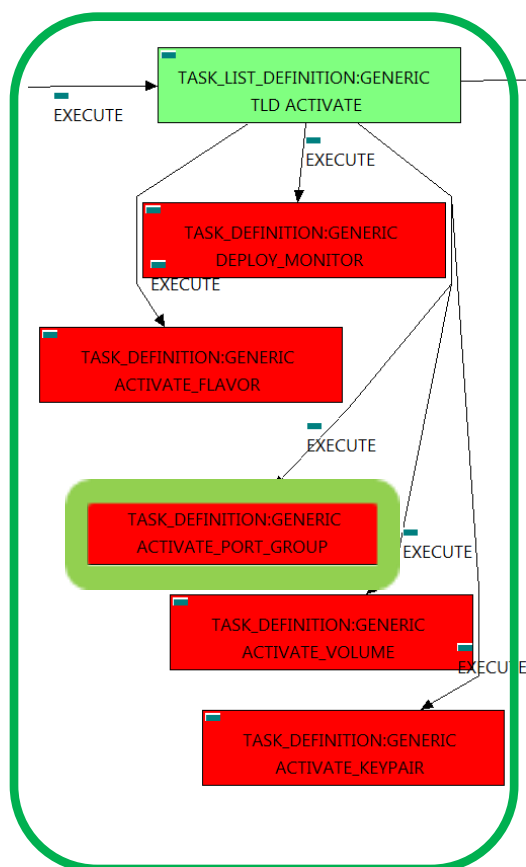 TASK_LIST_DEFINITION:GENERIC
TLD ACTIVATE
EXECUTE
EXECUTE
TASK_DEFINITION:GENERIC
DEPLOY_MONITOR
EXECUTE
TASK_DEFINITION:GENERIC
ACTIVATE_FLAVOR
EXECUTE
TASK_DEFINITION:GENERIC
ACTIVATE_PORT_GROUP
EXECUTE
TASK_DEFINITION:GENERIC
ACTIVATE_VOLUME
EXECUTE
TASK_DEFINITION:GENERIC
ACTIVATE_KEYPAIR